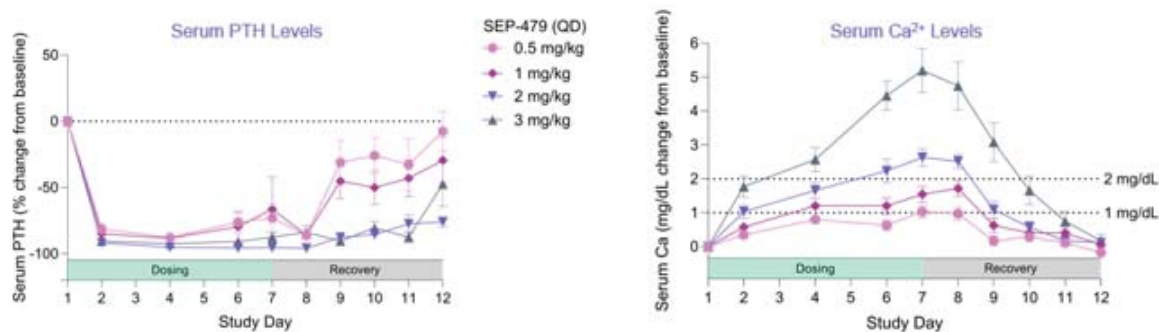 Serum PTH Levels
Serum PTH (% change from baseline)
50
0
-50
-100
Dosing
Recovery
1 2 3 4 5 6 7 8 9 10 11 12
Study Day
SEP-479 (QD)
0.5 mg/kg
1 mg/kg
2 mg/kg
3 mg/kg
Serum Ca²⁺ Levels
Serum Ca (mg/dL change from baseline)
6
5
4
3
2
1
0
2 mg/dL
1 mg/dL
Dosing
Recovery
1 2 3 4 5 6 7 8 9 10 11 12
Study Day